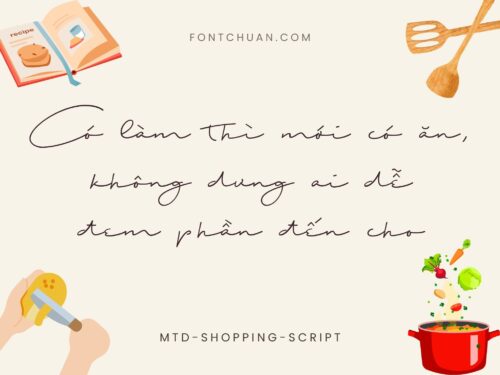 FONTCHUAN.COM
recipe
Có làm thì mới có ăn,
không dưng ai dễ
đem phần đến cho
MTD-SHOPPING-SCRIPT